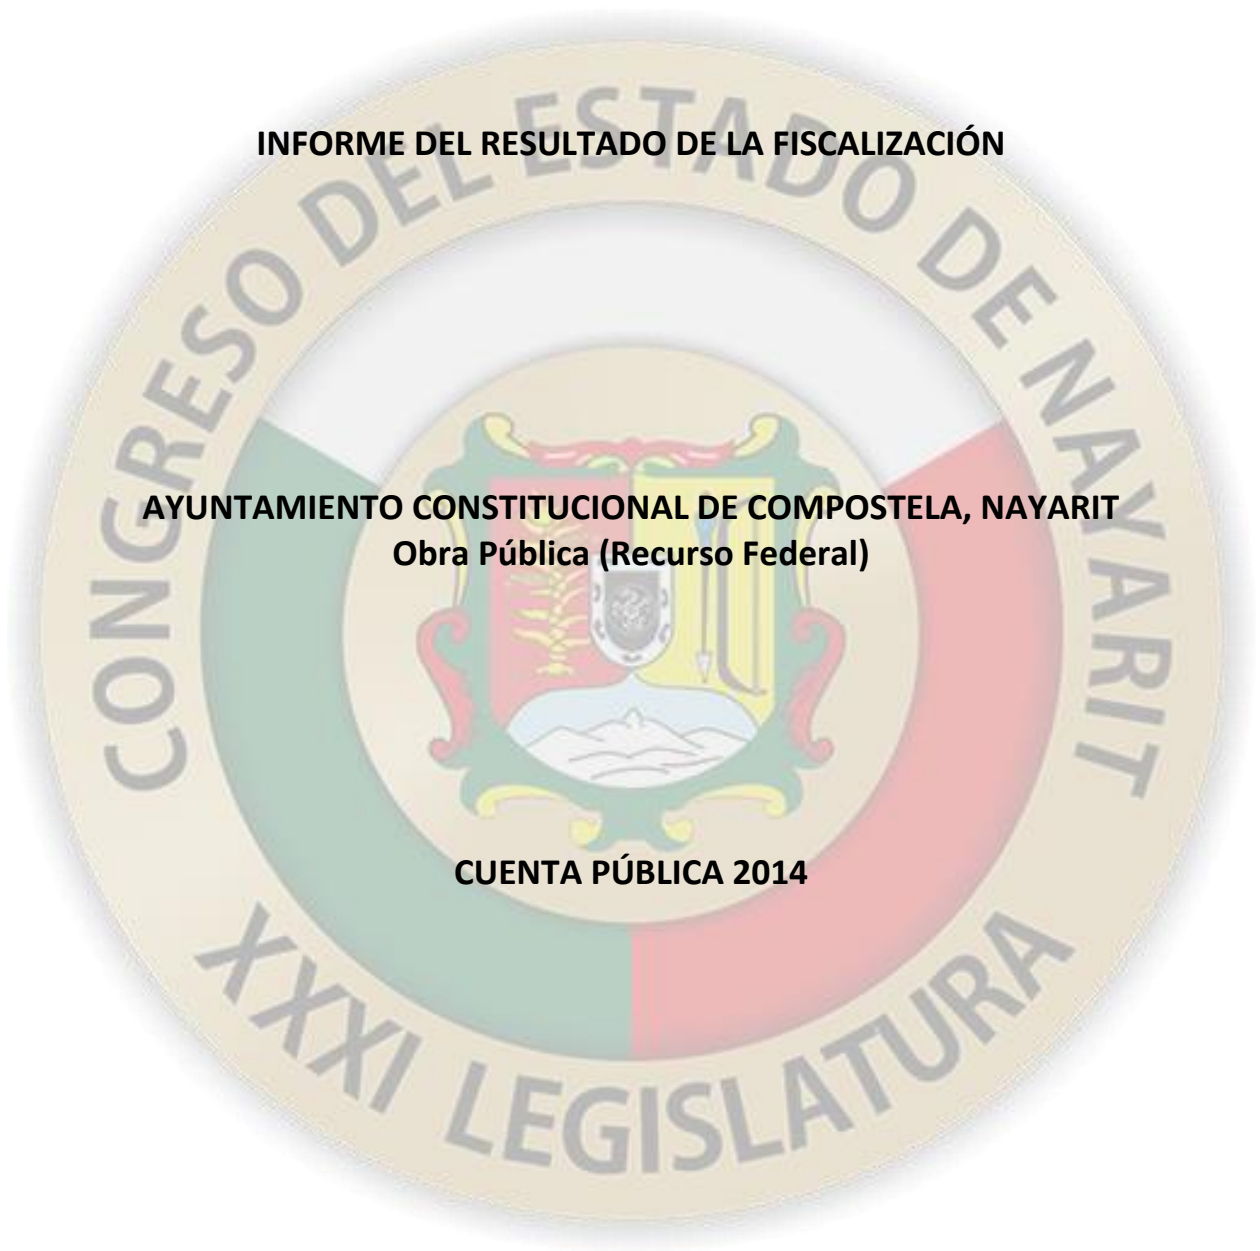 INFORME DEL RESULTADO DE LA FISCALIZACIÓN
CONGRESO DEL ESTADO DE NAYARIT
AYUNTAMIENTO CONSTITUCIONAL DE COMPOSTELA, NAYARIT
Obra Pública (Recurso Federal)
CUENTA PÚBLICA 2014
XXXI LEGISLATURA